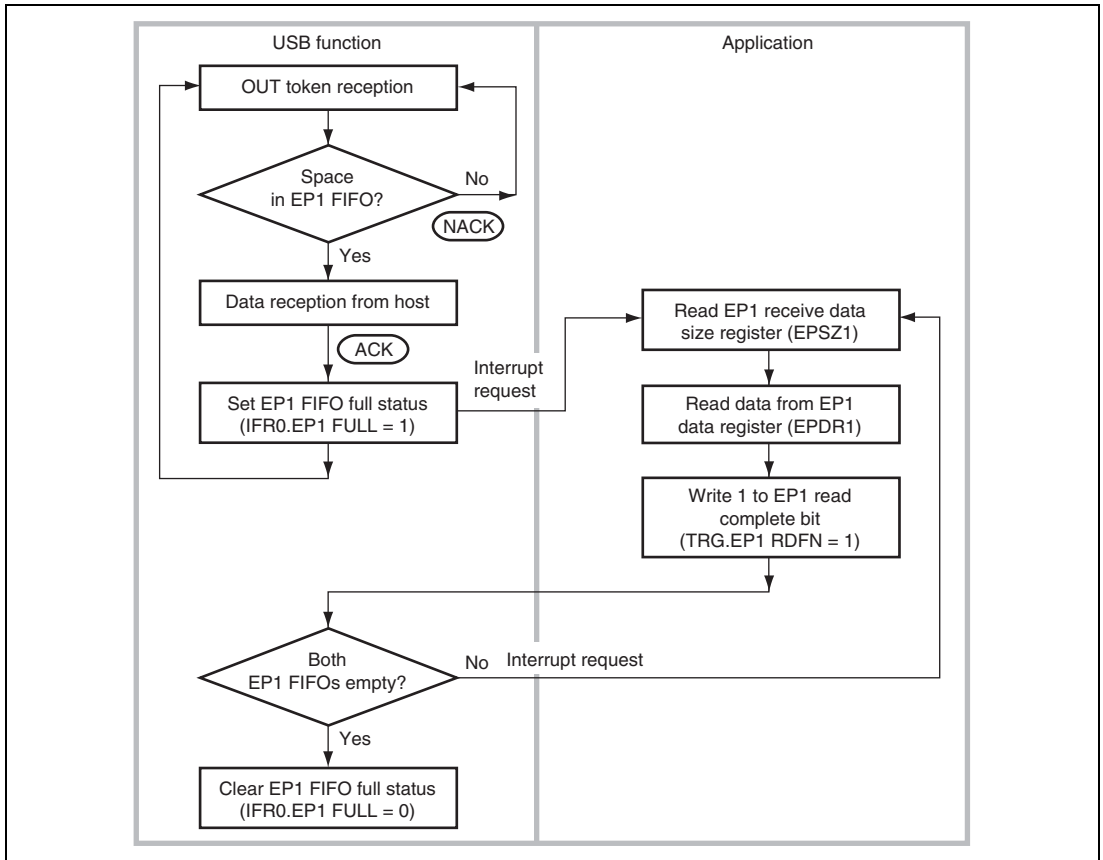 USB function
Application
OUT token reception
Space
in EP1 FIFO?
No
NACK
Yes
Data reception from host
ACK
Set EP1 FIFO full status
(IFR0.EP1 FULL = 1)
Interrupt
request
Read EP1 receive data
size register (EPSZ1)
Read data from EP1
data register (EPDR1)
Write 1 to EP1 read
complete bit
(TRG.EP1 RDFN = 1)
Both
EP1 FIFOs empty?
No
Interrupt request
Yes
Clear EP1 FIFO full status
(IFR0.EP1 FULL = 0)